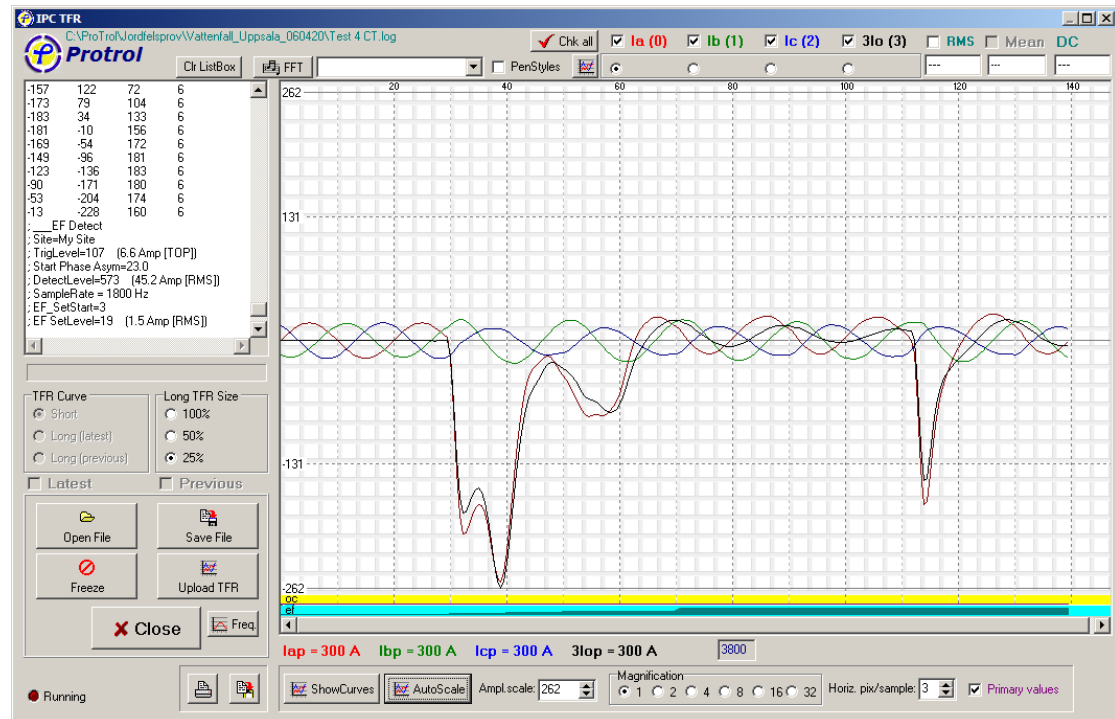 IPC TFR
C:\ProTrol\Jordfelsprov\Vattenfall_Uppsala_060420\Test 4 CT.log
Protrol
Clr ListBox
FFT
PenStyles
Chk all
Ia (0)
Ib (1)
Ic (2)
3Io (3)
RMS
Mean
DC
---
---
---
-157 122 72 6
-173 79 104 6
-183 34 133 6
-181 -10 156 6
-169 -54 172 6
-149 -96 181 6
-123 -136 183 6
-90 -171 180 6
-53 -204 174 6
-13 -228 160 6
; ___EF Detect
; Site=My Site
; TrigLevel=107 (6.6 Amp [TOP])
; Start Phase Asym=23.0
; DetectLevel=573 (45.2 Amp [RMS])
; SampleRate = 1800 Hz
; EF_SetStart=3
; EF SetLevel=19 (1.5 Amp [RMS])
20 40 60 80 100 120 140
262
131
-131
-262
oc
ef
TFR Curve
Short
Long (latest)
Long (previous)
Long TFR Size
100%
50%
25%
Latest
Previous
Open File
Save File
Freeze
Upload TFR
Close
Freq.
Running
Iap = 300 A Ibp = 300 A Icp = 300 A 3Iop = 300 A
3800
ShowCurves
AutoScale
Ampl.scale: 262
Magnification
1 2 4 8 16 32
Horiz. pix/sample: 3
Primary values